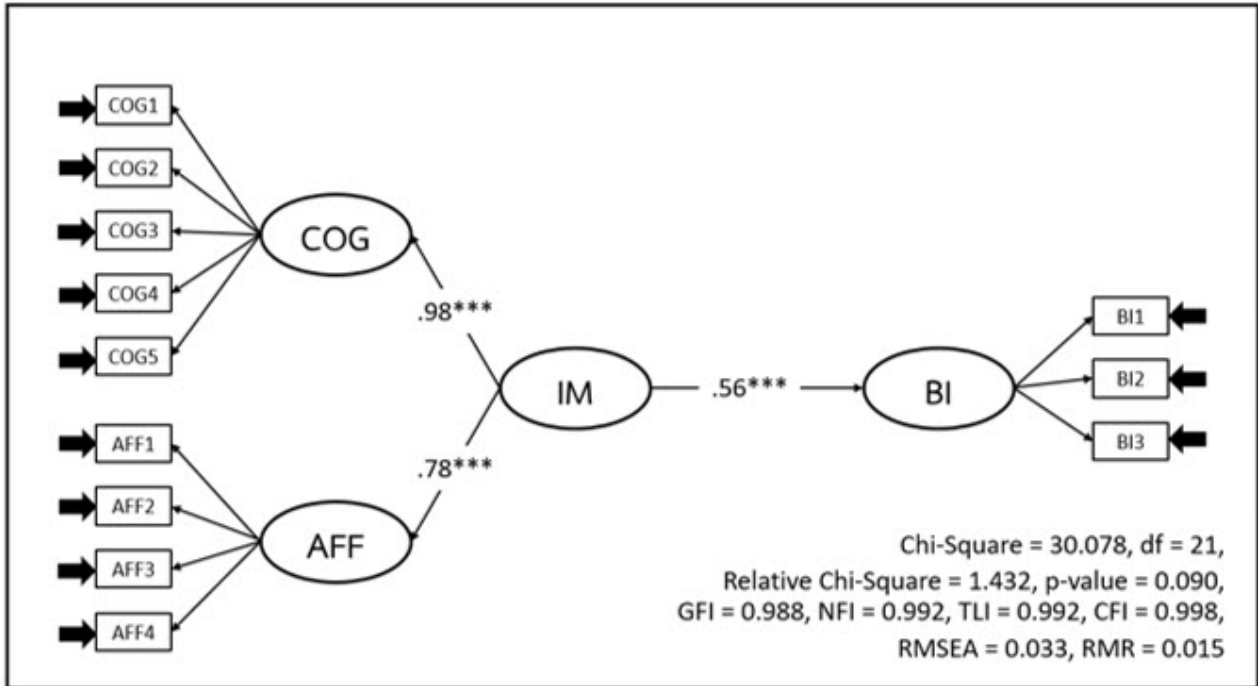 COG1
COG2
COG3
COG4
COG5
COG
.98***
IM
.56***
BI
BI1
BI2
BI3
.78***
AFF1
AFF2
AFF3
AFF4
AFF
Chi-Square = 30.078, df = 21,
Relative Chi-Square = 1.432, p-value = 0.090,
GFI = 0.988, NFI = 0.992, TLI = 0.992, CFI = 0.998,
RMSEA = 0.033, RMR = 0.015